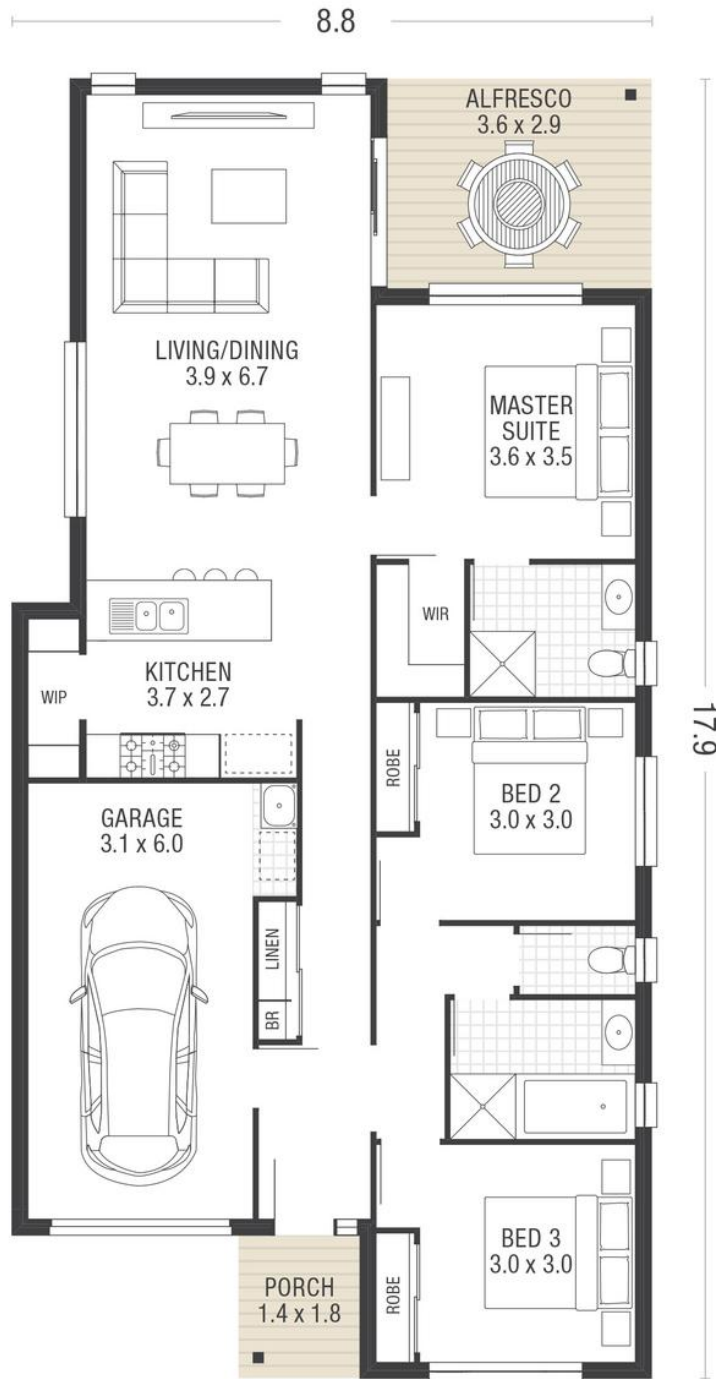 8.8
ALFRESCO
3.6 x 2.9
LIVING/DINING
3.9 x 6.7
MASTER
SUITE
3.6 x 3.5
WIR
KITCHEN
3.7 x 2.7
WIP
17.9
ROBE
BED 2
3.0 x 3.0
GARAGE
3.1 x 6.0
LINEN
BR
BED 3
3.0 x 3.0
ROBE
PORCH
1.4 x 1.8